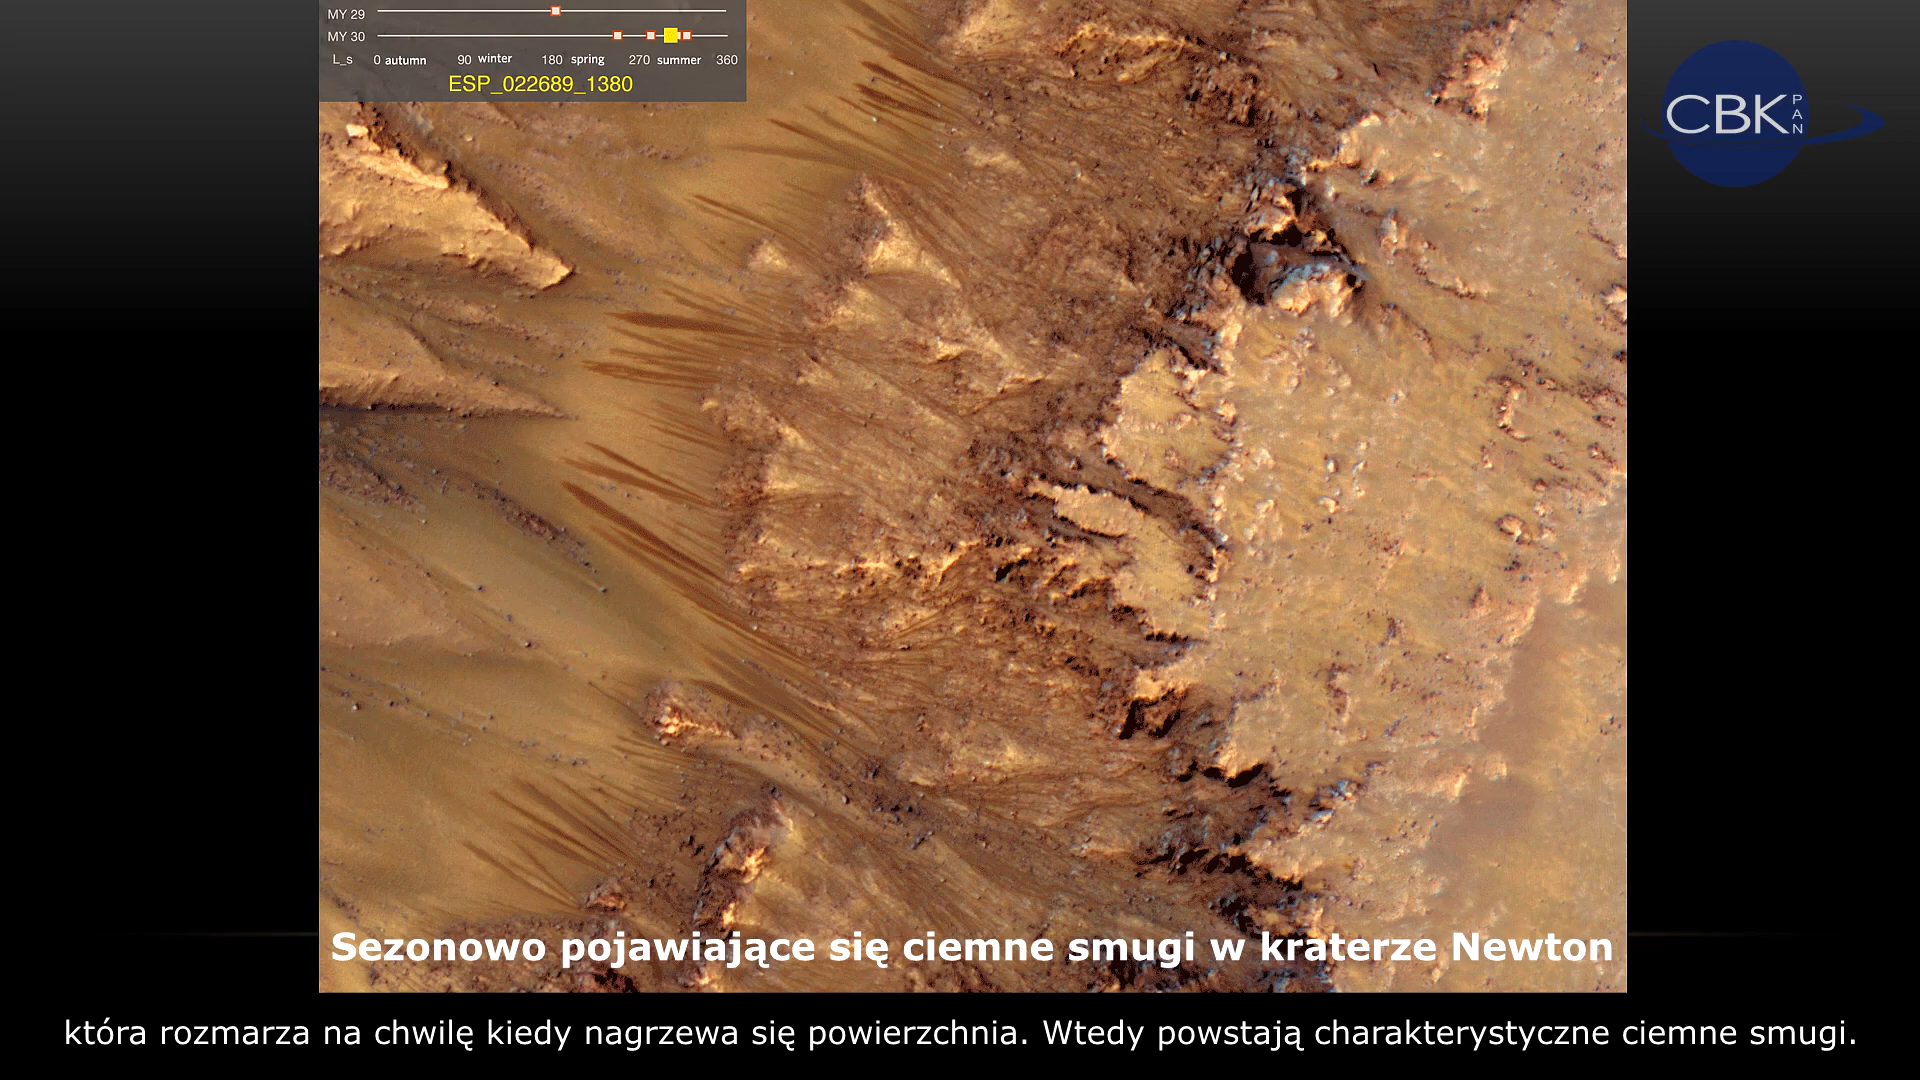 MY 29
MY 30
L_s 0 autumn 90 winter 180 spring 270 summer 360
ESP_022689_1380
CBK PAN
Sezonowo pojawiające się ciemne smugi w kraterze Newton
która rozmarza na chwilę kiedy nagrzewa się powierzchnia. Wtedy powstają charakterystyczne ciemne smugi.